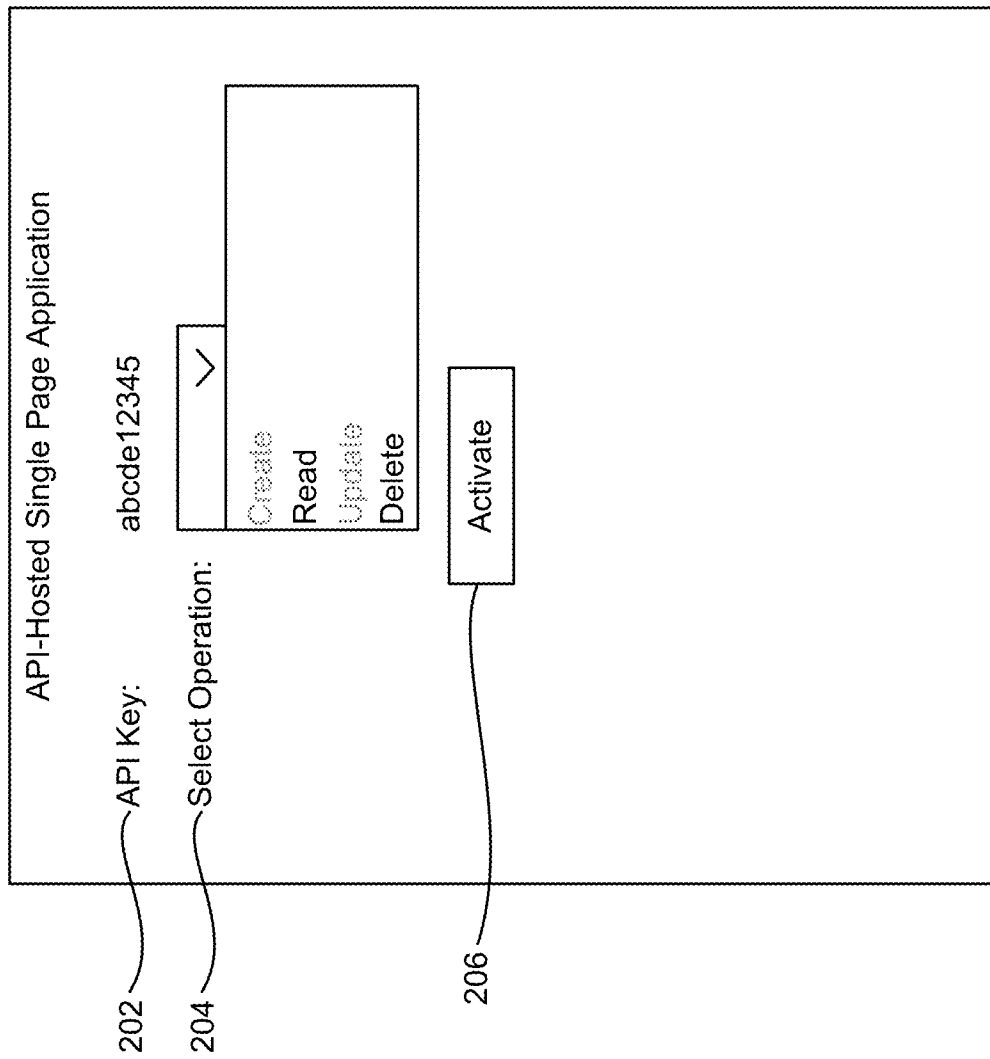 API-Hosted Single Page Application
202
API Key:
abcde12345
204
Select Operation:
Create
Read
Update
Delete
206
Activate